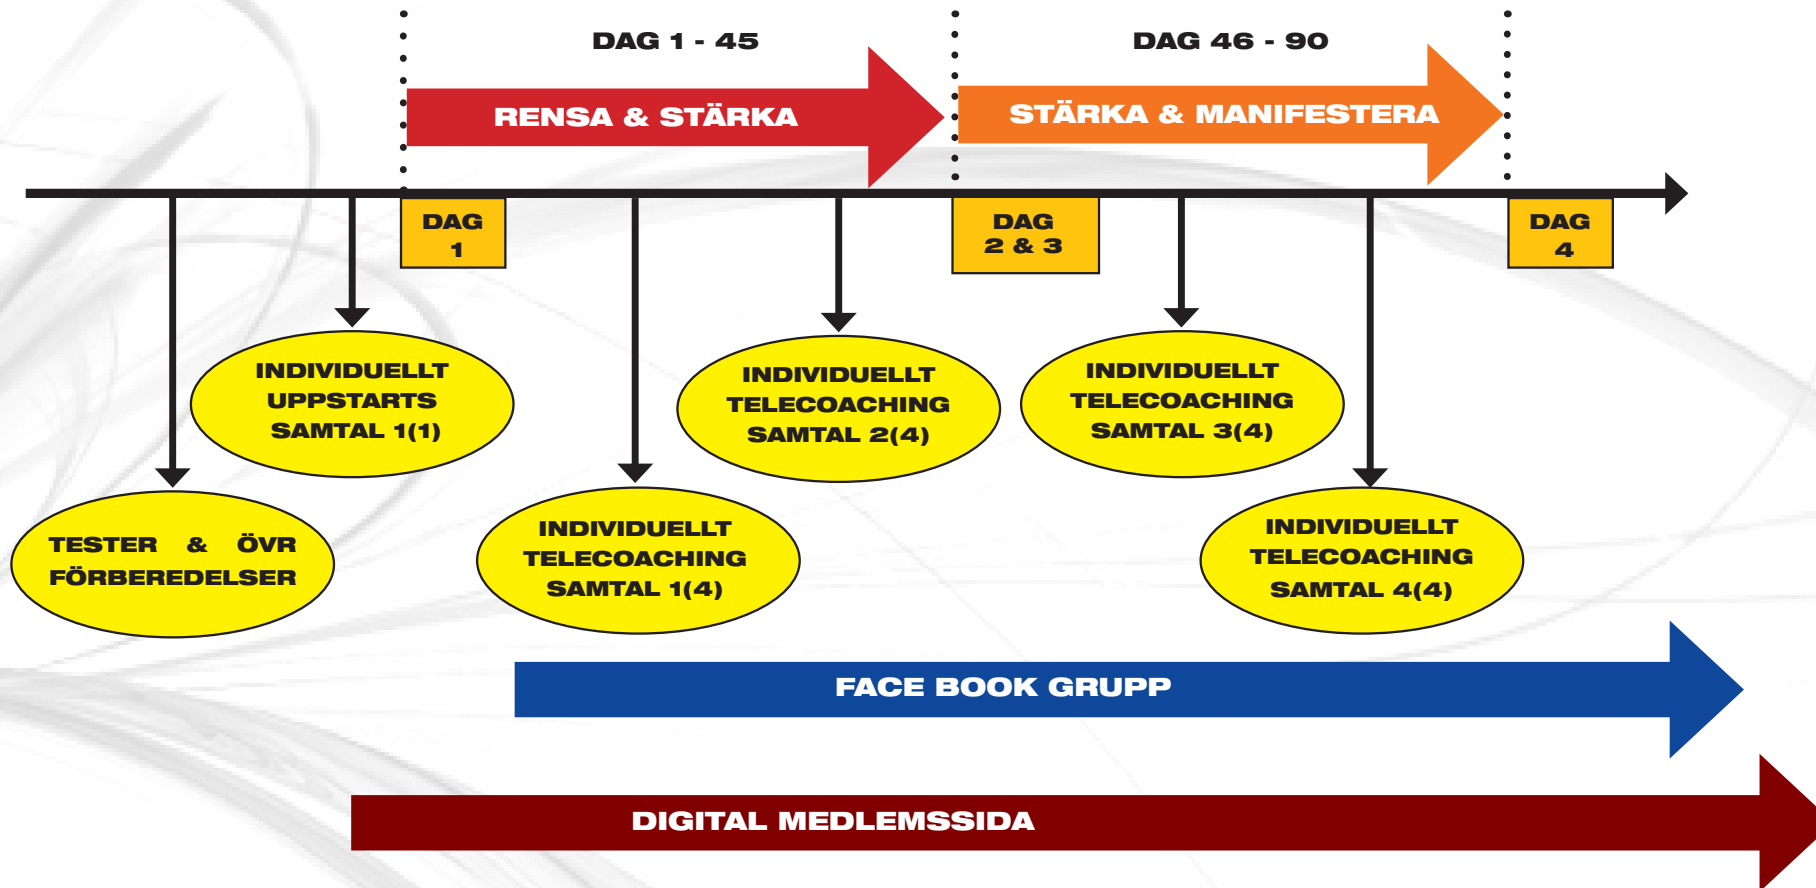 DAG 1 - 45
DAG 46 - 90
RENSA & STÄRKA
STÄRKA & MANIFESTERA
DAG
1
DAG
2 & 3
DAG
4
INDIVIDUELLT
UPPSTARTS
SAMTAL 1(1)
INDIVIDUELLT
TELECOACHING
SAMTAL 2(4)
INDIVIDUELLT
TELECOACHING
SAMTAL 3(4)
TESTER & ÖVR
FÖRBEREDELSER
INDIVIDUELLT
TELECOACHING
SAMTAL 1(4)
INDIVIDUELLT
TELECOACHING
SAMTAL 4(4)
FACE BOOK GRUPP
DIGITAL MEDLEMSSIDA